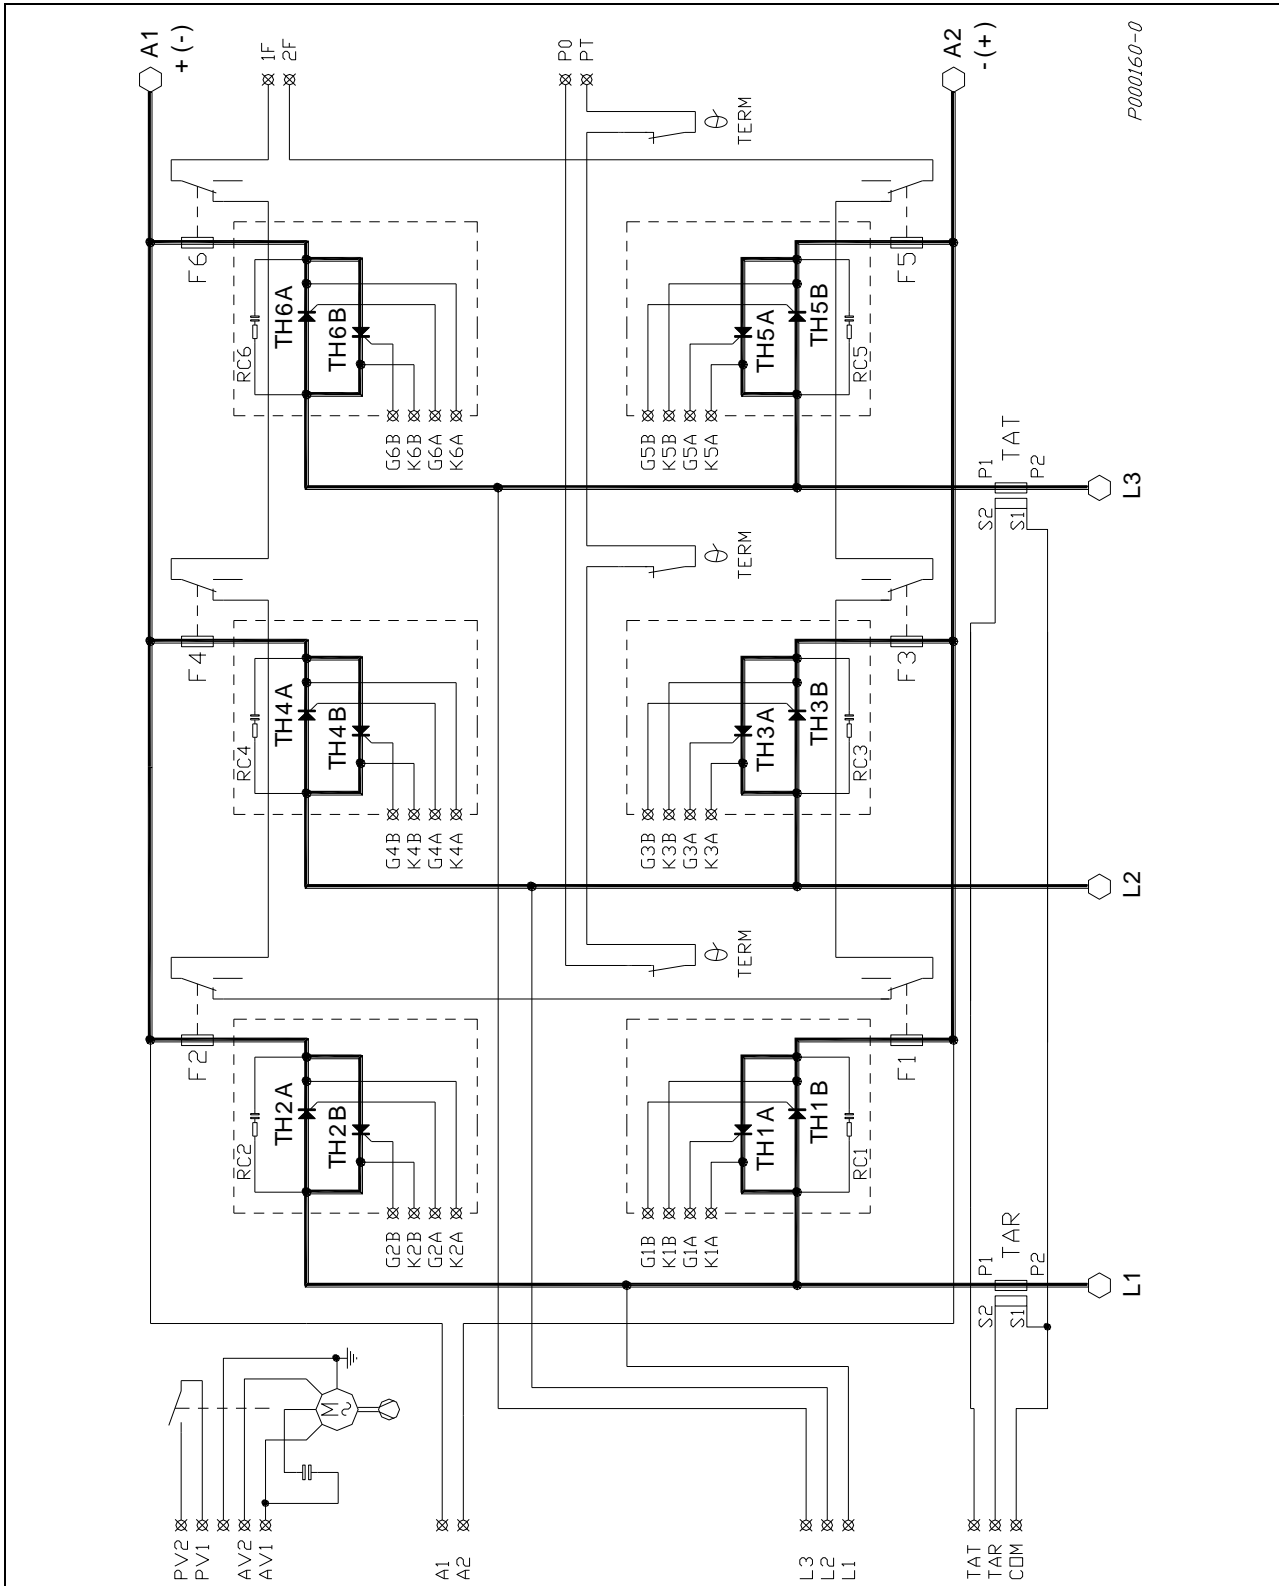 A1
+(-)
1F
2F
P0
PT
A2
-(+)
P000160-0
TERM
F6
RC6
TH6A
TH6B
G6B
K6B
G6A
K6A
F5
RC5
TH5A
TH5B
G5B
K5B
G5A
K5A
P1
P2
TAT
S2
S1
L3
TERM
F4
RC4
TH4A
TH4B
G4B
K4B
G4A
K4A
F3
RC3
TH3A
TH3B
G3B
K3B
G3A
K3A
L2
TERM
F2
RC2
TH2A
TH2B
G2B
K2B
G2A
K2A
F1
RC1
TH1A
TH1B
G1B
K1B
G1A
K1A
P1
P2
TAR
S2
S1
L1
M
~
PV2
PV1
AV2
AV1
A1
A2
L3
L2
L1
TAT
TAR
COM